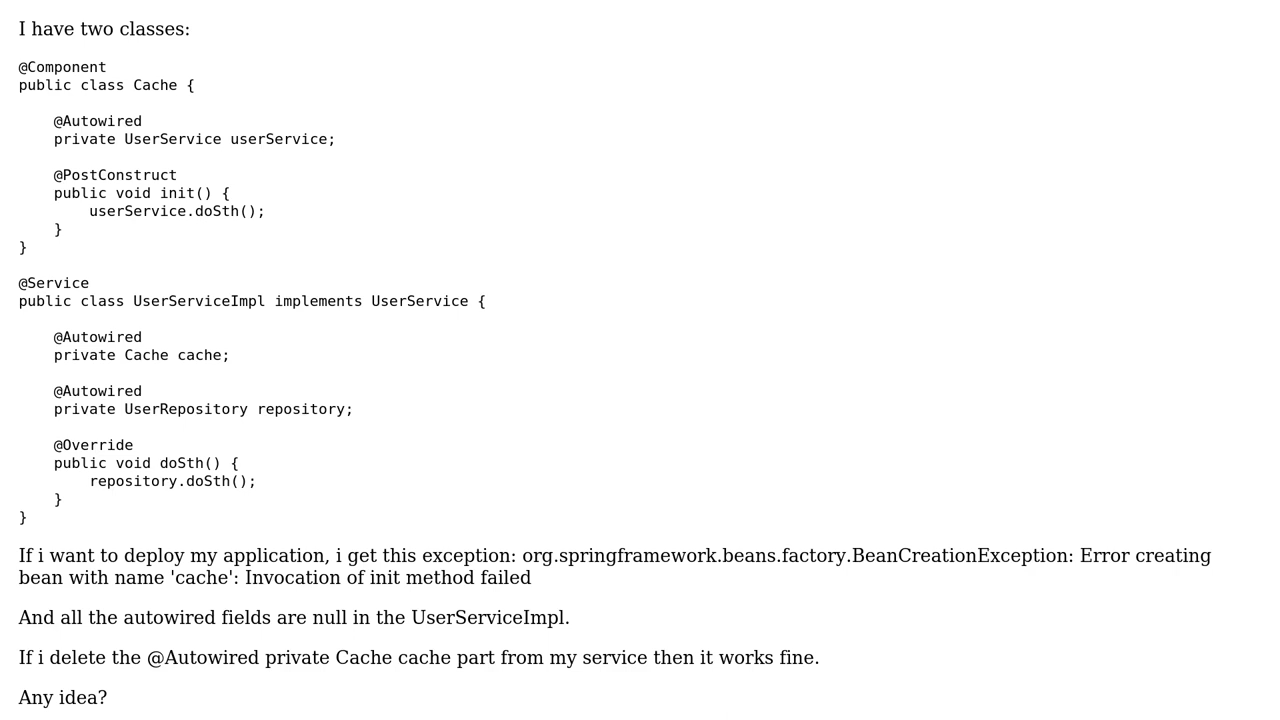 I have two classes:
@Component
public class Cache {
    @Autowired
    private UserService userService;
    @PostConstruct
    public void init() {
        userService.doSth();
    }
}
@Service
public class UserServiceImpl implements UserService {
    @Autowired
    private Cache cache;
    @Autowired
    private UserRepository repository;
    @Override
    public void doSth() {
        repository.doSth();
    }
}
If i want to deploy my application, i get this exception: org.springframework.beans.factory.BeanCreationException: Error creating
bean with name 'cache': Invocation of init method failed
And all the autowired fields are null in the UserServiceImpl.
If i delete the @Autowired private Cache cache part from my service then it works fine.
Any idea?